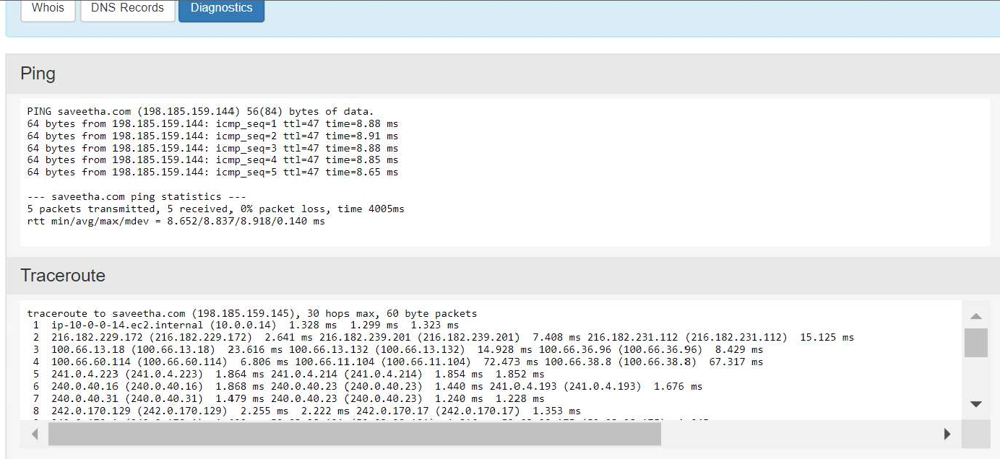 Whois DNS Records Diagnostics
Ping
PING saveetha.com (198.185.159.144) 56(84) bytes of data.
64 bytes from 198.185.159.144: icmp_seq=1 ttl=47 time=8.88 ms
64 bytes from 198.185.159.144: icmp_seq=2 ttl=47 time=8.91 ms
64 bytes from 198.185.159.144: icmp_seq=3 ttl=47 time=8.88 ms
64 bytes from 198.185.159.144: icmp_seq=4 ttl=47 time=8.85 ms
64 bytes from 198.185.159.144: icmp_seq=5 ttl=47 time=8.65 ms
--- saveetha.com ping statistics ---
5 packets transmitted, 5 received, 0% packet loss, time 4005ms
rtt min/avg/max/mdev = 8.652/8.837/8.918/0.140 ms
Traceroute
traceroute to saveetha.com (198.185.159.145), 30 hops max, 60 byte packets
1 ip-10-0-0-14.ec2.internal (10.0.0.14) 1.328 ms 1.299 ms 1.323 ms
2 216.182.229.172 (216.182.229.172) 2.641 ms 216.182.239.201 (216.182.239.201) 7.408 ms 216.182.231.112 (216.182.231.112) 15.125 ms
3 100.66.13.18 (100.66.13.18) 23.616 ms 100.66.13.132 (100.66.13.132) 14.928 ms 100.66.36.96 (100.66.36.96) 8.429 ms
4 100.66.60.114 (100.66.60.114) 6.806 ms 100.66.11.104 (100.66.11.104) 72.473 ms 100.66.38.8 (100.66.38.8) 67.317 ms
5 241.0.4.223 (241.0.4.223) 1.864 ms 241.0.4.214 (241.0.4.214) 1.854 ms 1.852 ms
6 240.0.40.16 (240.0.40.16) 1.868 ms 240.0.40.23 (240.0.40.23) 1.440 ms 241.0.4.193 (241.0.4.193) 1.676 ms
7 240.0.40.31 (240.0.40.31) 1.479 ms 240.0.40.23 (240.0.40.23) 1.240 ms 1.228 ms
8 242.0.170.129 (242.0.170.129) 2.255 ms 2.222 ms 242.0.170.17 (242.0.170.17) 1.353 ms